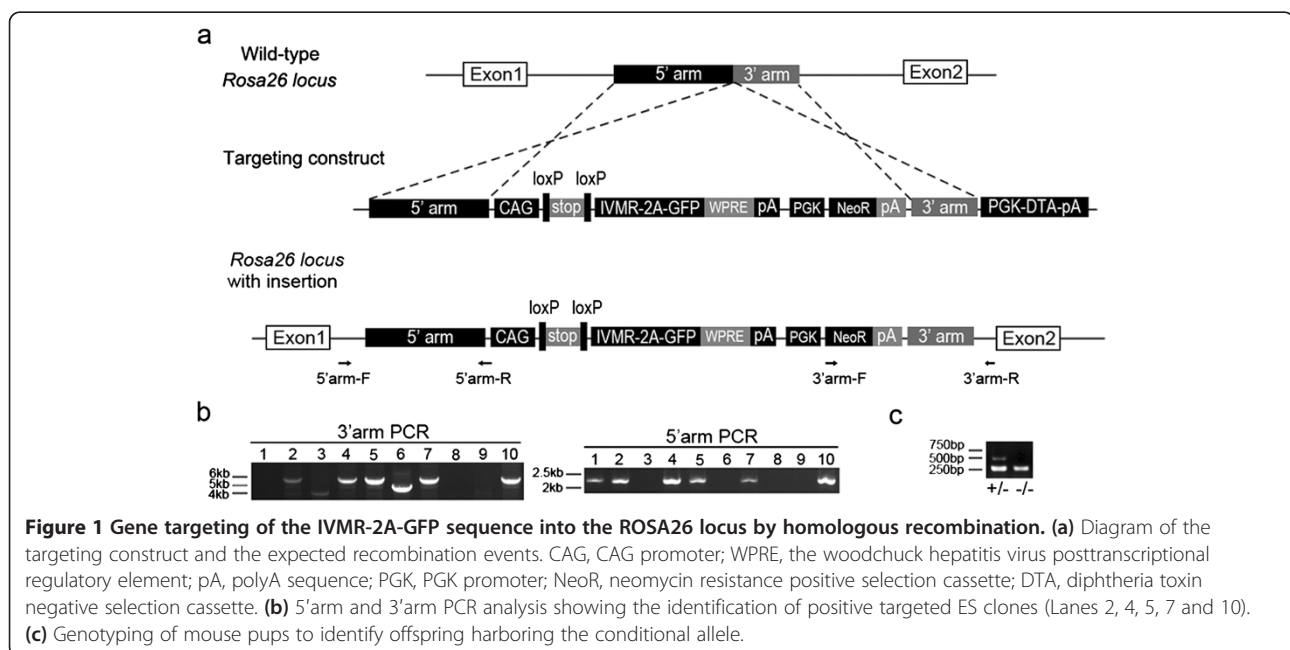 a
Wild-type
Rosa26 locus
Exon1 5' arm 3' arm Exon2
Targeting construct
loxP loxP
5' arm CAG stop IVMR-2A-GFP WPRE pA PGK NeoR pA 3' arm PGK-DTA-pA
Rosa26 locus
with insertion
loxP loxP
Exon1 5' arm CAG stop IVMR-2A-GFP WPRE pA PGK NeoR pA 3' arm Exon2
5'arm-F 5'arm-R 3'arm-F 3'arm-R
b
3'arm PCR
1 2 3 4 5 6 7 8 9 10
6kb
5kb
4kb
5'arm PCR
1 2 3 4 5 6 7 8 9 10
2.5kb
2kb
c
750bp
500bp
250bp
+/- -/-
Figure 1 Gene targeting of the IVMR-2A-GFP sequence into the ROSA26 locus by homologous recombination. (a) Diagram of the
targeting construct and the expected recombination events. CAG, CAG promoter; WPRE, the woodchuck hepatitis virus posttranscriptional
regulatory element; pA, polyA sequence; PGK, PGK promoter; NeoR, neomycin resistance positive selection cassette; DTA, diphtheria toxin
negative selection cassette. (b) 5'arm and 3'arm PCR analysis showing the identification of positive targeted ES clones (Lanes 2, 4, 5, 7 and 10).
(c) Genotyping of mouse pups to identify offspring harboring the conditional allele.